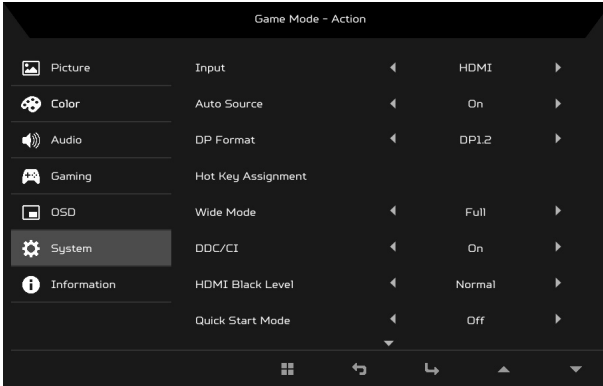 Game Mode - Action
Picture
Input HDMI
Color
Auto Source On
Audio
DP Format DP1.2
Gaming
Hot Key Assignment
OSD
Wide Mode Full
System
DDC/CI On
Information
HDMI Black Level Normal
Quick Start Mode Off